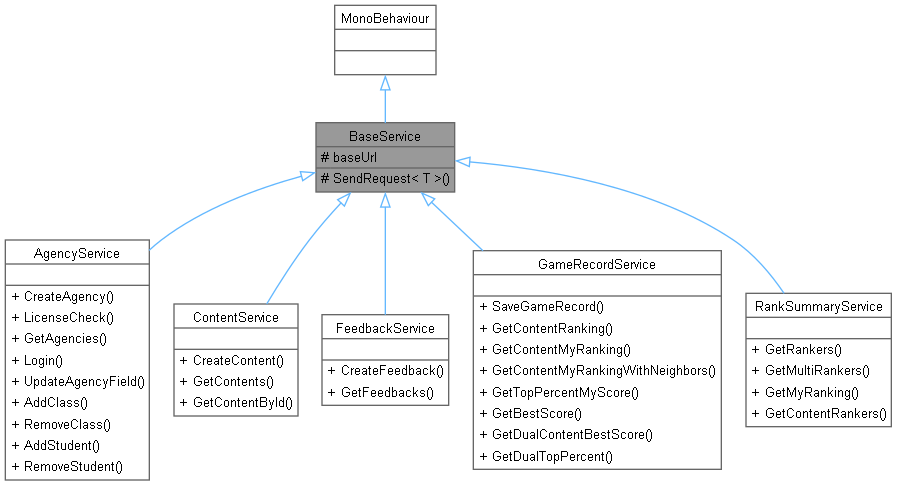 MonoBehaviour
BaseService
# baseUrl
# SendRequest< T >()
AgencyService
+ CreateAgency()
+ LicenseCheck()
+ GetAgencies()
+ Login()
+ UpdateAgencyField()
+ AddClass()
+ RemoveClass()
+ AddStudent()
+ RemoveStudent()
ContentService
+ CreateContent()
+ GetContents()
+ GetContentById()
FeedbackService
+ CreateFeedback()
+ GetFeedbacks()
GameRecordService
+ SaveGameRecord()
+ GetContentRanking()
+ GetContentMyRanking()
+ GetContentMyRankingWithNeighbors()
+ GetTopPercentMyScore()
+ GetBestScore()
+ GetDualContentBestScore()
+ GetDualTopPercent()
RankSummaryService
+ GetRankers()
+ GetMultiRankers()
+ GetMyRanking()
+ GetContentRankers()